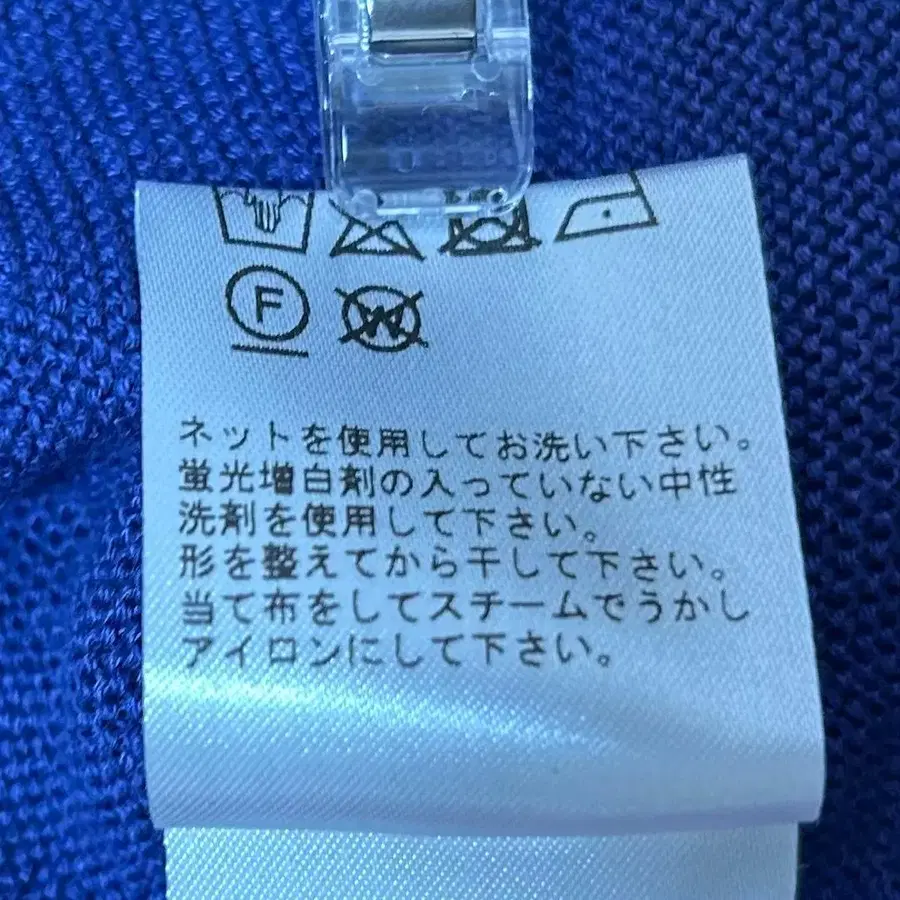 F W
ネットを使用してお洗い下さい。
蛍光増白剤の入っていない中性
洗剤を使用して下さい。
形を整えてから干して下さい。
当て布をしてスチームでうかし
アイロンにして下さい。